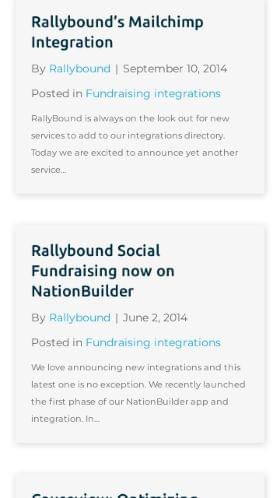 Rallybound's Mailchimp
Integration
By Rallybound | September 10, 2014
Posted in Fundraising integrations
RallyBound is always on the look out for new
services to add to our integrations directory.
Today we are excited to announce yet another
service...
Rallybound Social
Fundraising now on
NationBuilder
By Rallybound | June 2, 2014
Posted in Fundraising integrations
We love announcing new integrations and this
latest one is no exception. We recently launched
the first phase of our NationBuilder app and
integration. In...